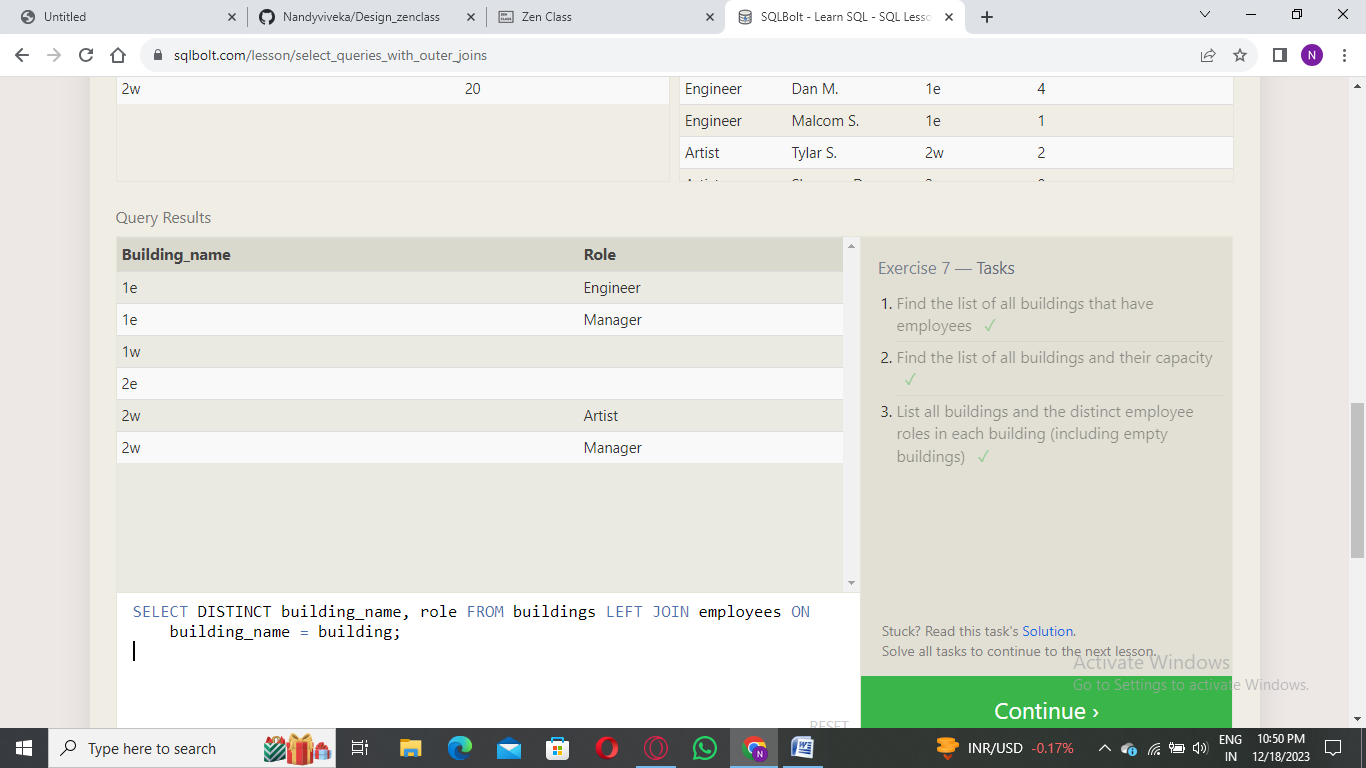 Untitled
Nandyviveka/Design_zenclass
Zen Class
SQLBolt - Learn SQL - SQL Lesso
sqlbolt.com/lesson/select_queries_with_outer_joins
N
2w 20
Engineer Dan M. 1e 4
Engineer Malcom S. 1e 1
Artist Tylar S. 2w 2
Query Results
Building_name Role
1e Engineer
1e Manager
1w
2e
2w Artist
2w Manager
Exercise 7 — Tasks
1. Find the list of all buildings that have
employees ✓
2. Find the list of all buildings and their capacity
✓
3. List all buildings and the distinct employee
roles in each building (including empty
buildings) ✓
SELECT DISTINCT building_name, role FROM buildings LEFT JOIN employees ON
building_name = building;
RESET
Stuck? Read this task's Solution.
Solve all tasks to continue to the next lesson.
Continue ›
Activate Windows
Go to Settings to activate Windows.
Type here to search
INR/USD -0.17%
ENG
IN
10:50 PM
12/18/2023